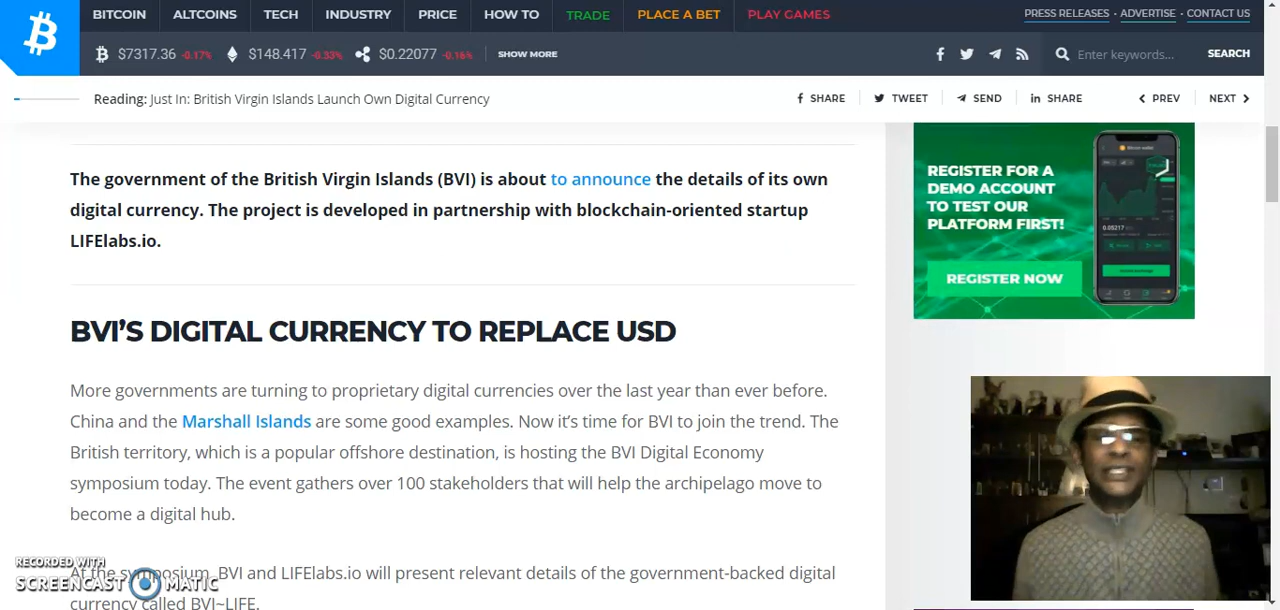 BITCOIN ALTCOINS TECH INDUSTRY PRICE HOW TO TRADE PLACE A BET PLAY GAMES PRESS RELEASES · ADVERTISE · CONTACT US
$7317.36 -0.17% $148.417 -0.33% $0.22077 -0.16% SHOW MORE Enter keywords... SEARCH
Reading: Just In: British Virgin Islands Launch Own Digital Currency SHARE TWEET SEND SHARE PREV NEXT
The government of the British Virgin Islands (BVI) is about to announce the details of its own
digital currency. The project is developed in partnership with blockchain-oriented startup
LIFElabs.io.
BVI'S DIGITAL CURRENCY TO REPLACE USD
More governments are turning to proprietary digital currencies over the last year than ever before.
China and the Marshall Islands are some good examples. Now it's time for BVI to join the trend. The
British territory, which is a popular offshore destination, is hosting the BVI Digital Economy
symposium today. The event gathers over 100 stakeholders that will help the archipelago move to
become a digital hub.
At the symposium, BVI and LIFElabs.io will present relevant details of the government-backed digital
currency called BVI~LIFE.
REGISTER FOR A
DEMO ACCOUNT
TO TEST OUR
PLATFORM FIRST!
REGISTER NOW
RECORDED WITH
SCREENCAST MATIC